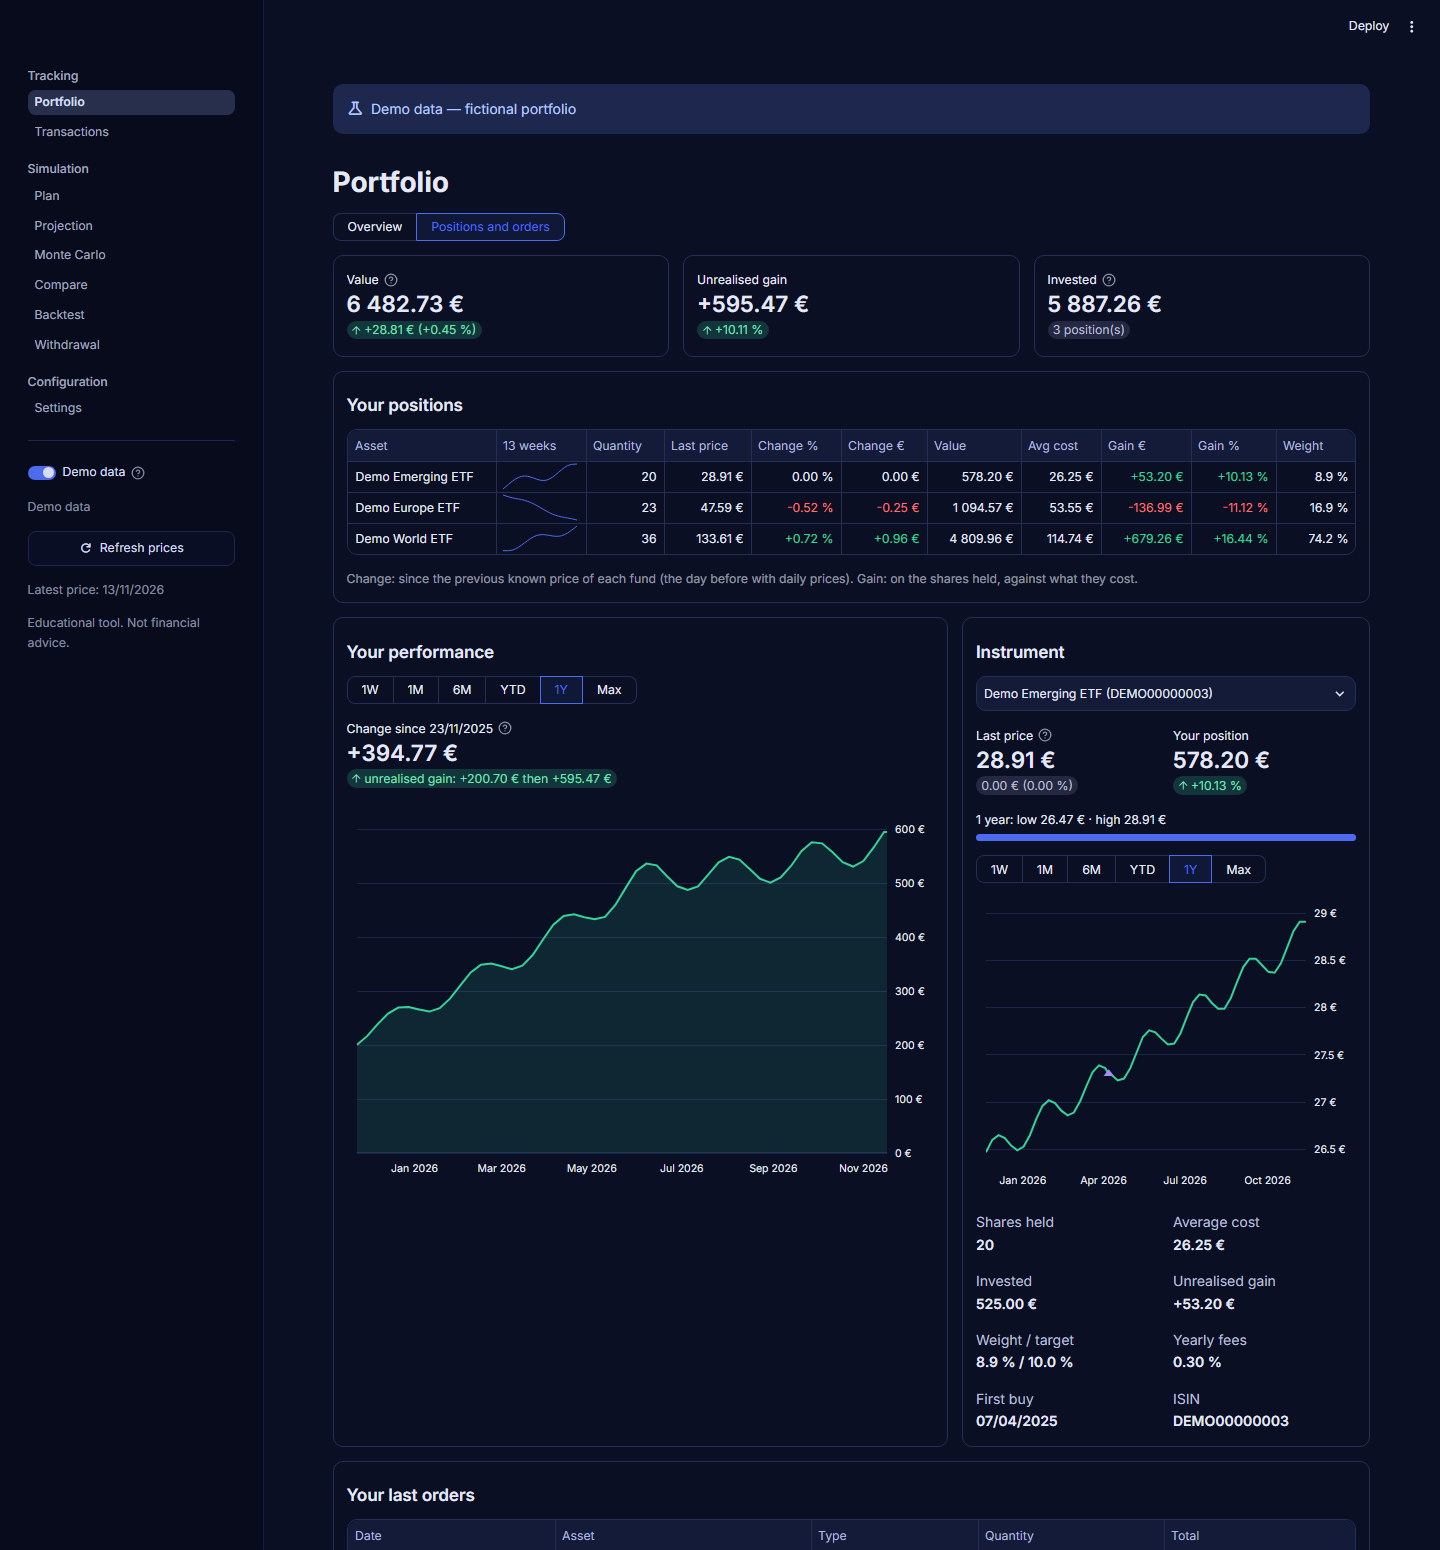 Deploy
Tracking
Portfolio
Transactions
Simulation
Plan
Projection
Monte Carlo
Compare
Backtest
Withdrawal
Configuration
Settings
Demo data
Demo data
Refresh prices
Latest price: 13/11/2026
Educational tool. Not financial
advice.
Demo data — fictional portfolio
Portfolio
Overview Positions and orders
Value
6 482.73 €
↑ +28.81 € (+0.45 %)
Unrealised gain
+595.47 €
↑ +10.11 %
Invested
5 887.26 €
3 position(s)
Your positions
Asset 13 weeks Quantity Last price Change % Change € Value Avg cost Gain € Gain % Weight
Demo Emerging ETF 20 28.91 € 0.00 % 0.00 € 578.20 € 26.25 € +53.20 € +10.13 % 8.9 %
Demo Europe ETF 23 47.59 € -0.52 % -0.25 € 1 094.57 € 53.55 € -136.99 € -11.12 % 16.9 %
Demo World ETF 36 133.61 € +0.72 % +0.96 € 4 809.96 € 114.74 € +679.26 € +16.44 % 74.2 %
Change: since the previous known price of each fund (the day before with daily prices). Gain: on the shares held, against what they cost.
Your performance
1W 1M 6M YTD 1Y Max
Change since 23/11/2025
+394.77 €
↑ unrealised gain: +200.70 € then +595.47 €
600 €
500 €
400 €
300 €
200 €
100 €
0 €
Jan 2026 Mar 2026 May 2026 Jul 2026 Sep 2026 Nov 2026
Instrument
Demo Emerging ETF (DEMO00000003)
Last price
28.91 €
0.00 € (0.00 %)
Your position
578.20 €
↑ +10.13 %
1 year: low 26.47 € · high 28.91 €
1W 1M 6M YTD 1Y Max
29 €
28.5 €
28 €
27.5 €
27 €
26.5 €
Jan 2026 Apr 2026 Jul 2026 Oct 2026
Shares held
20
Average cost
26.25 €
Invested
525.00 €
Unrealised gain
+53.20 €
Weight / target
8.9 % / 10.0 %
Yearly fees
0.30 %
First buy
07/04/2025
ISIN
DEMO00000003
Your last orders
Date Asset Type Quantity Total